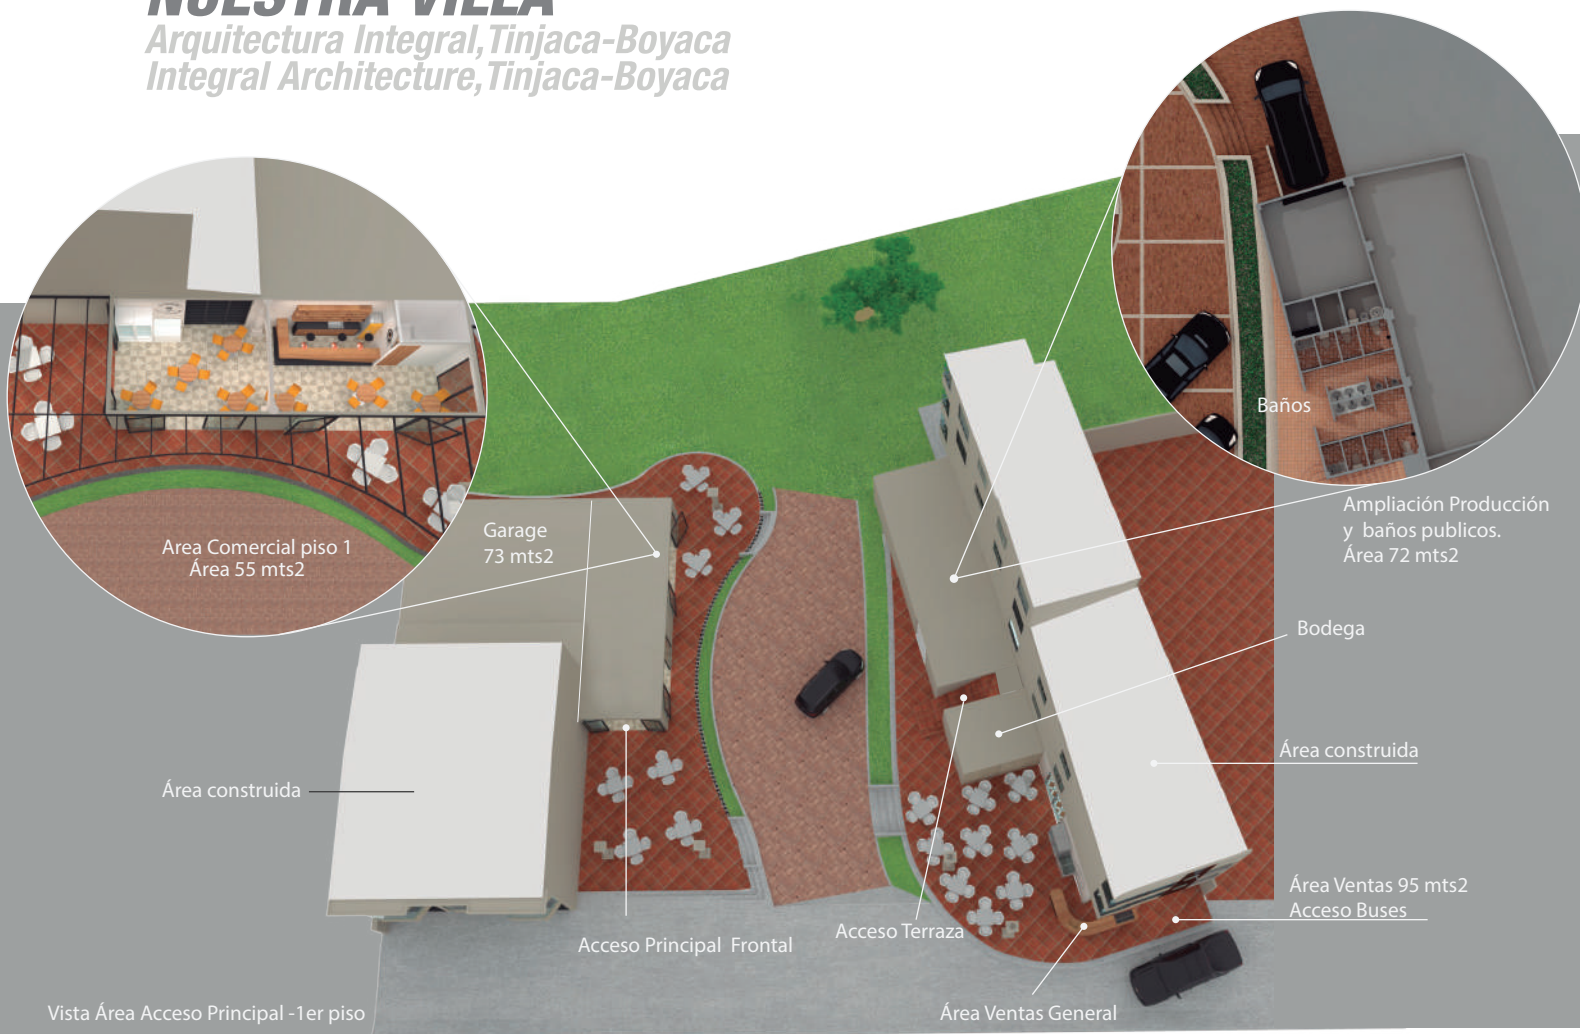 NUESTRA VILLA
Arquitectura Integral,Tinjaca-Boyaca
Integral Architecture,Tinjaca-Boyaca
Baños
Ampliación Producción
y baños publicos.
Área 72 mts2
Garage
73 mts2
Area Comercial piso 1
Área 55 mts2
Bodega
Área construida
Área construida
Área Ventas 95 mts2
Acceso Buses
Acceso Principal Frontal
Acceso Terraza
Vista Área Acceso Principal -1er piso
Área Ventas General